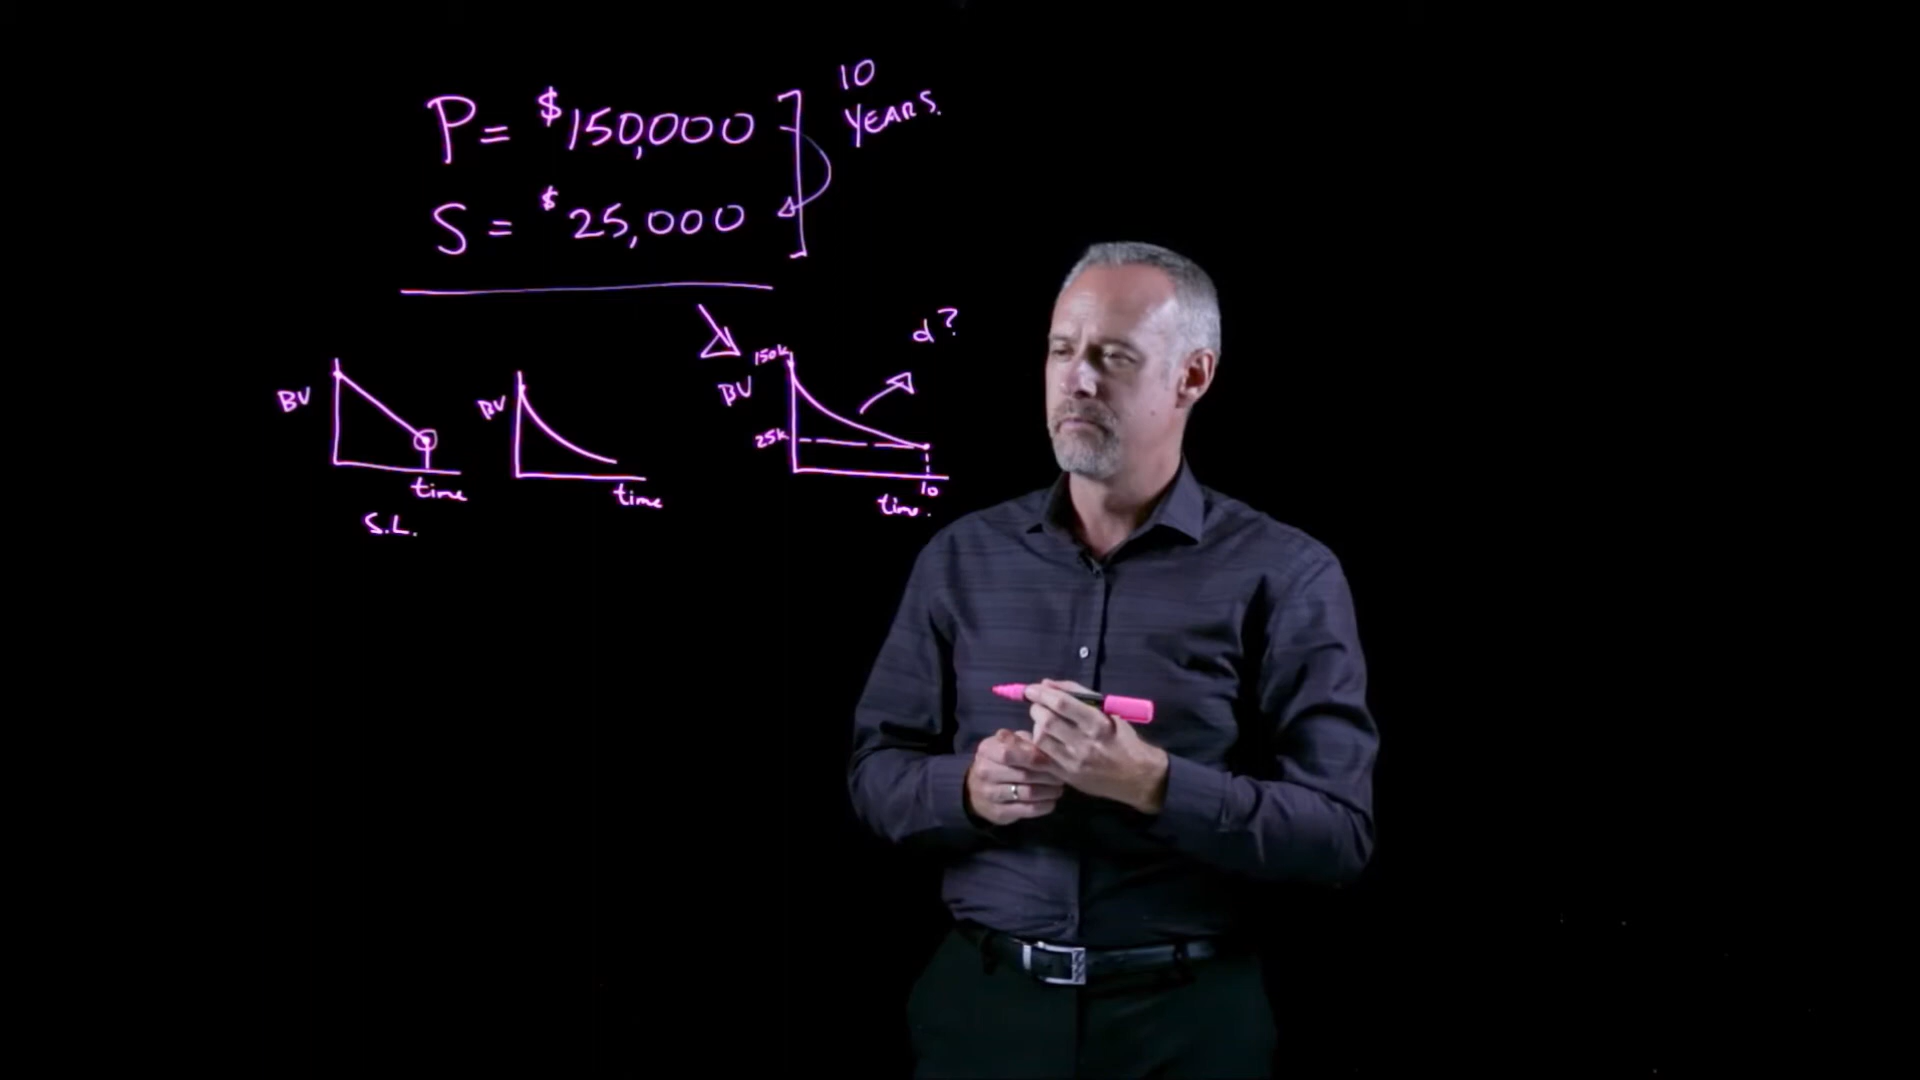 P = $150,000
S = $25,000
10
YEARS.
BV
time
S.L.
BV
time
d?
150k
BV
25k
10
time.